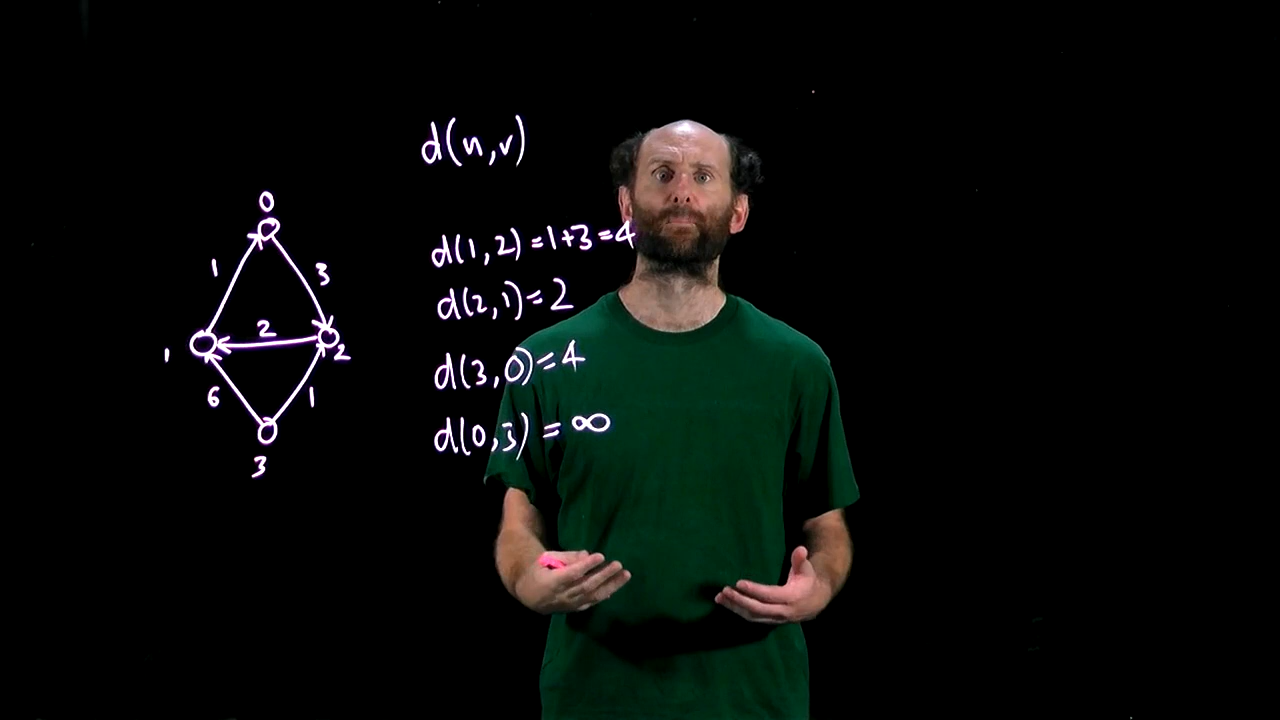 d(u,v)
0
d(1,2)=1+3=4
1 3
d(2,1)=2
2
1 2
d(3,0)=4
6 1
d(0,3)=∞
3